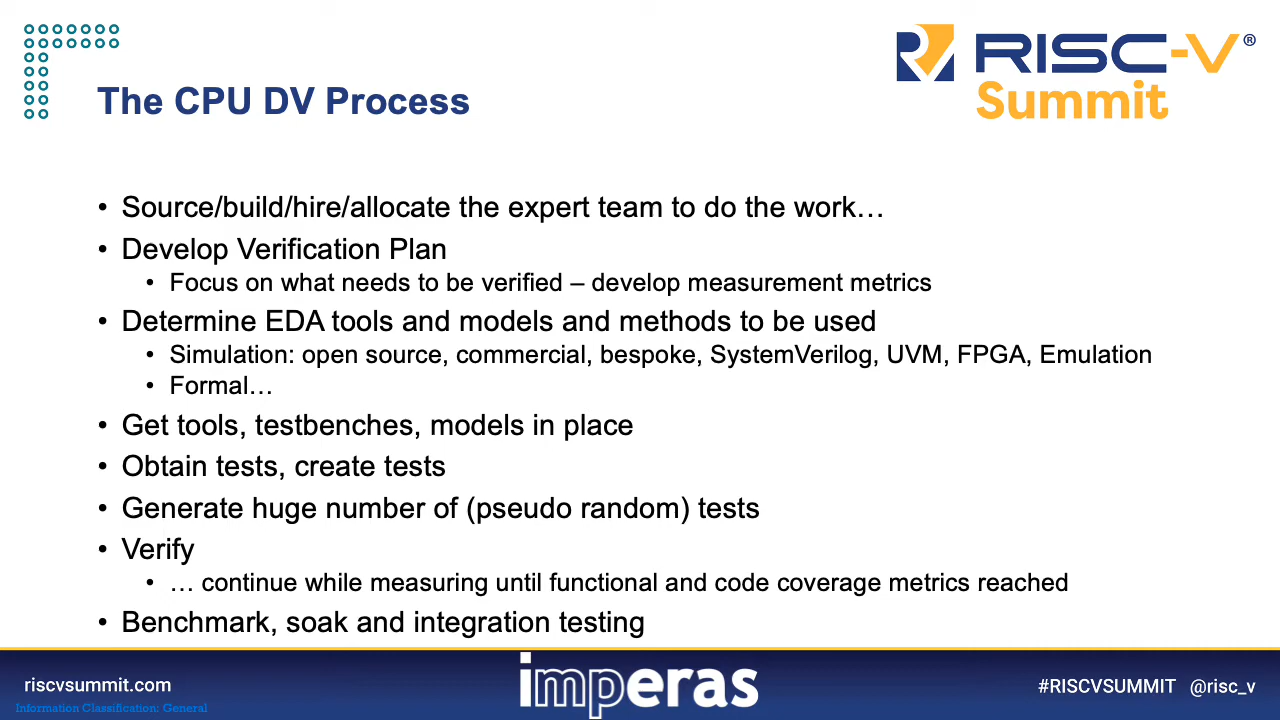 RISC-V®
Summit
The CPU DV Process
• Source/build/hire/allocate the expert team to do the work…
• Develop Verification Plan
• Focus on what needs to be verified – develop measurement metrics
• Determine EDA tools and models and methods to be used
• Simulation: open source, commercial, bespoke, SystemVerilog, UVM, FPGA, Emulation
• Formal…
• Get tools, testbenches, models in place
• Obtain tests, create tests
• Generate huge number of (pseudo random) tests
• Verify
• … continue while measuring until functional and code coverage metrics reached
• Benchmark, soak and integration testing
riscvsummit.com
imperas
#RISCVSUMMIT @risc_v
Information Classification: General